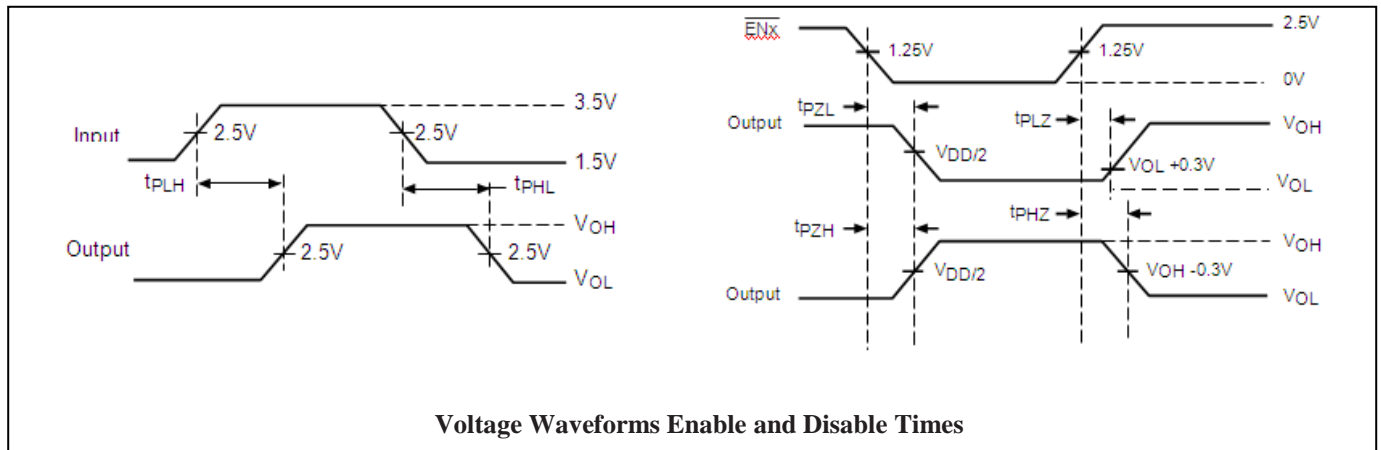 Input
2.5V
2.5V
3.5V
1.5V
tPLH
tPHL
Output
2.5V
2.5V
VOH
VOL
ENx
1.25V
1.25V
2.5V
0V
tPZL
tPLZ
Output
VDD/2
VOL +0.3V
VOH
VOL
tPZH
tPHZ
Output
VDD/2
VOH -0.3V
VOH
VOL
Voltage Waveforms Enable and Disable Times